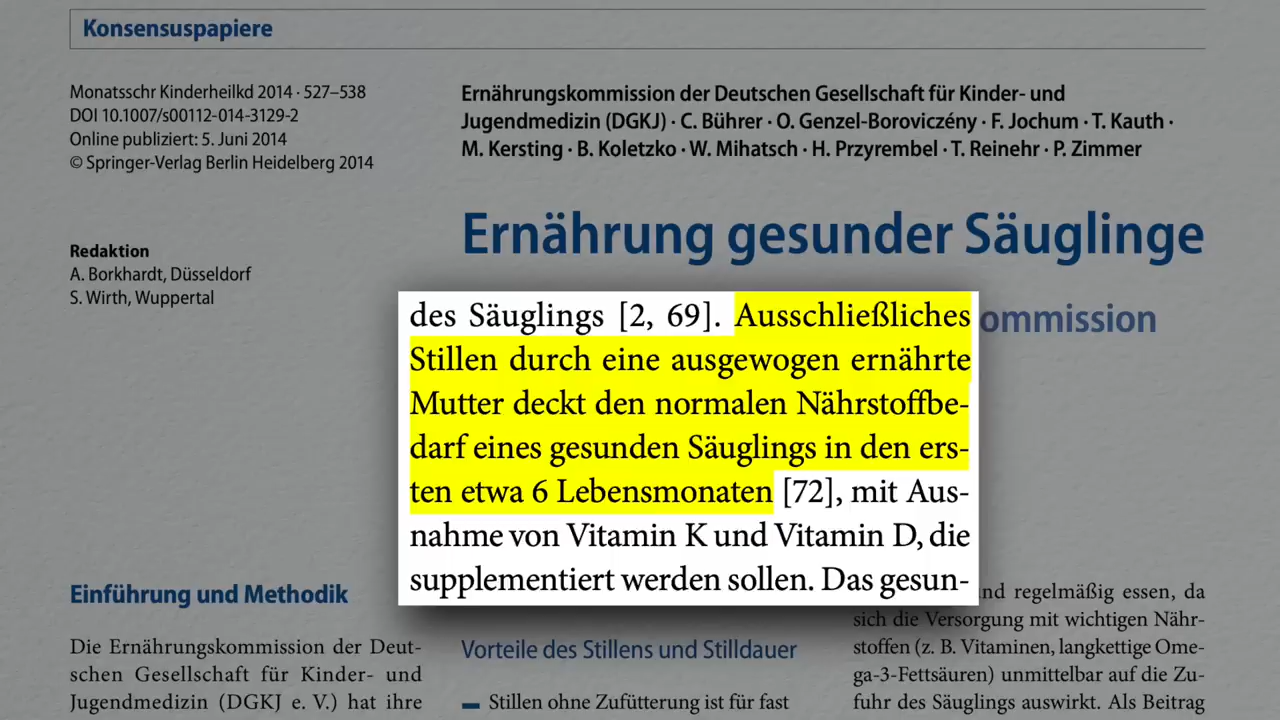 Konsensuspapiere
Monatsschr Kinderheilkd 2014 · 527–538
DOI 10.1007/s00112-014-3129-2
Online publiziert: 5. Juni 2014
© Springer-Verlag Berlin Heidelberg 2014
Redaktion
A. Borkhardt, Düsseldorf
S. Wirth, Wuppertal
Ernährungskommission der Deutschen Gesellschaft für Kinder- und
Jugendmedizin (DGKJ) · C. Bührer · O. Genzel-Boroviczény · F. Jochum · T. Kauth ·
M. Kersting · B. Koletzko · W. Mihatsch · H. Przyrembel · T. Reinehr · P. Zimmer
Ernährung gesunder Säuglinge
ommission
des Säuglings [2, 69]. Ausschließliches
Stillen durch eine ausgewogen ernährte
Mutter deckt den normalen Nährstoffbe-
darf eines gesunden Säuglings in den ers-
ten etwa 6 Lebensmonaten [72], mit Aus-
nahme von Vitamin K und Vitamin D, die
supplementiert werden sollen. Das gesun-
Einführung und Methodik
Die Ernährungskommission der Deut-
schen Gesellschaft für Kinder- und
Jugendmedizin (DGKJ e. V.) hat ihre
Vorteile des Stillens und Stilldauer
Stillen ohne Zufütterung ist für fast
nd regelmäßig essen, da
sich die Versorgung mit wichtigen Nähr-
stoffen (z. B. Vitaminen, langkettige Ome-
ga-3-Fettsäuren) unmittelbar auf die Zu-
fuhr des Säuglings auswirkt. Als Beitrag